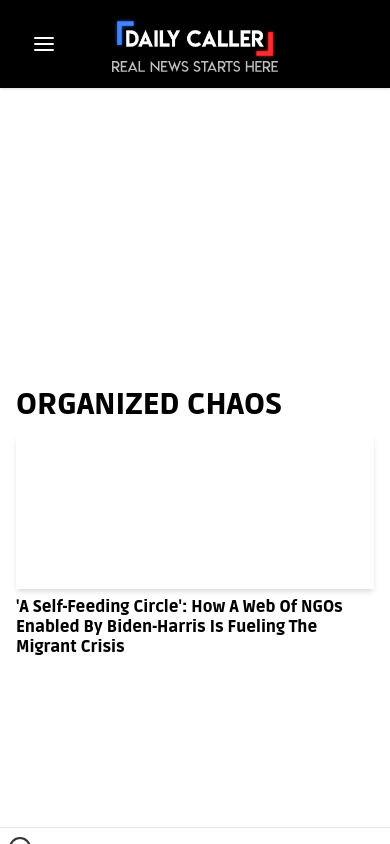 DAILY CALLER
REAL NEWS STARTS HERE
ORGANIZED CHAOS
'A Self-Feeding Circle': How A Web Of NGOs
Enabled By Biden-Harris Is Fueling The
Migrant Crisis